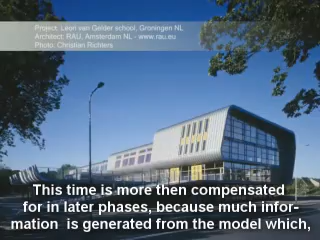 Project: Leon van Gelder school, Groningen NL
Architect: RAU, Amsterdam NL - www.rau.eu
Photo: Christian Richters
This time is more then compensated
for in later phases, because much infor-
mation is generated from the model which,